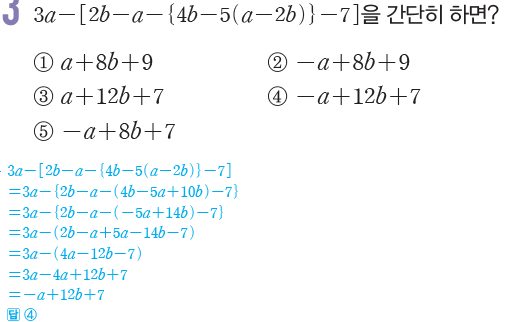 3 3a-[2b-a-{4b-5(a-2b)}-7]을 간단히 하면?
① a+8b+9 ② -a+8b+9
③ a+12b+7 ④ -a+12b+7
⑤ -a+8b+7
3a-[2b-a-{4b-5(a-2b)}-7]
=3a-{2b-a-(4b-5a+10b)-7}
=3a-{2b-a-(-5a+14b)-7}
=3a-(2b-a+5a-14b-7)
=3a-(4a-12b-7)
=3a-4a+12b+7
=-a+12b+7
답 ④